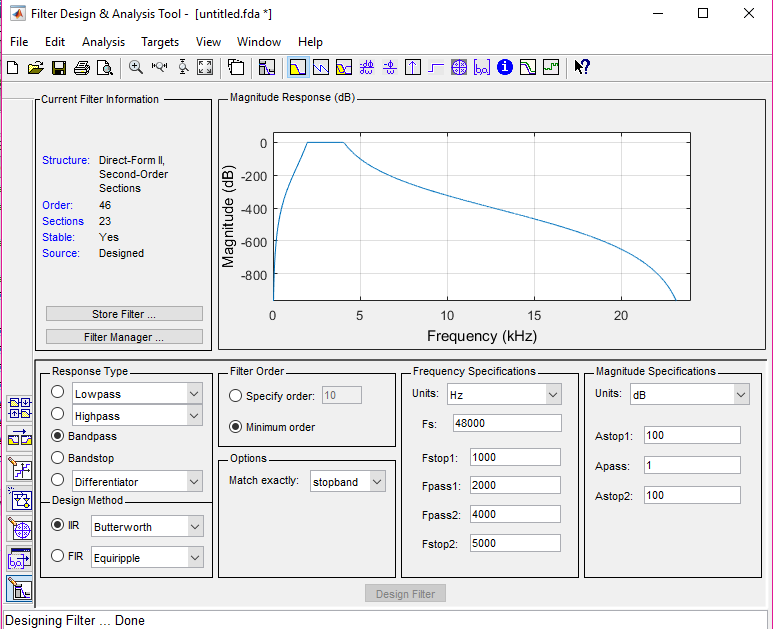 Filter Design & Analysis Tool - [untitled.fda *]
File Edit Analysis Targets View Window Help
Current Filter Information
Structure: Direct-Form II,
Second-Order
Sections
Order: 46
Sections 23
Stable: Yes
Source: Designed
Store Filter ...
Filter Manager ...
Magnitude Response (dB)
Magnitude (dB)
0
-200
-400
-600
-800
0 5 10 15 20
Frequency (kHz)
Response Type
Lowpass
Highpass
Bandpass
Bandstop
Differentiator
Design Method
IIR Butterworth
FIR Equiripple
Filter Order
Specify order: 10
Minimum order
Options
Match exactly: stopband
Frequency Specifications
Units: Hz
Fs: 48000
Fstop1: 1000
Fpass1: 2000
Fpass2: 4000
Fstop2: 5000
Magnitude Specifications
Units: dB
Astop1: 100
Apass: 1
Astop2: 100
Design Filter
Designing Filter ... Done